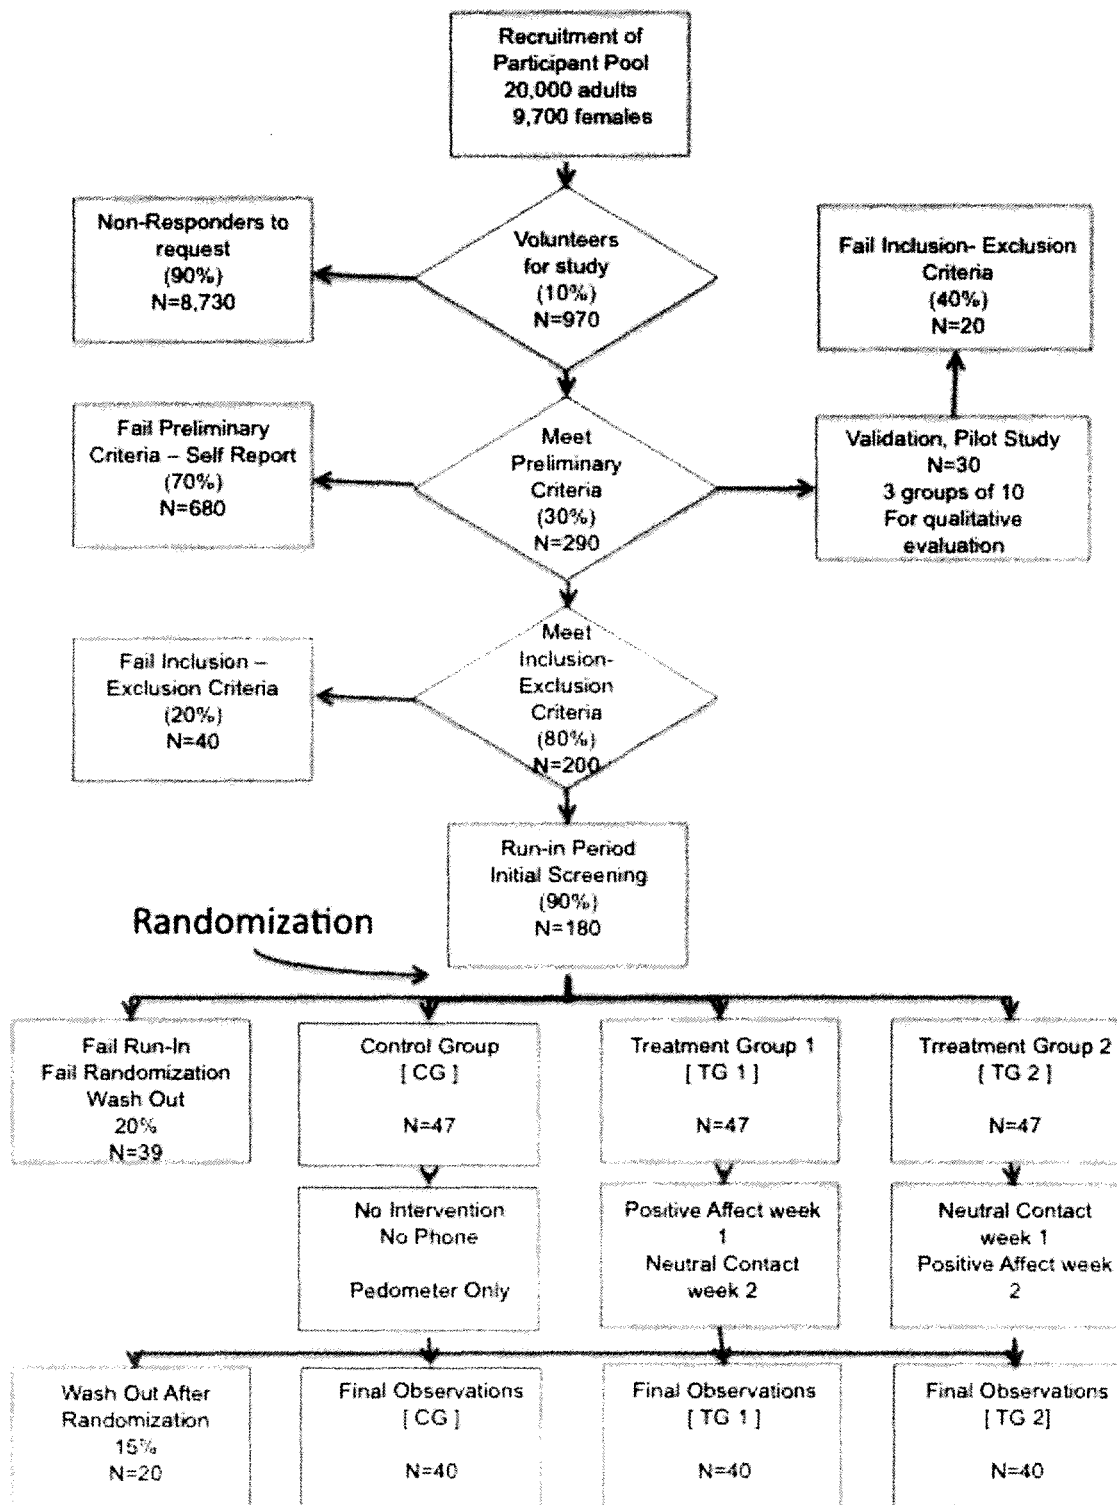 Recruitment of
Participant Pool
20,000 adults
9,700 females
Non-Responders to
request
(90%)
N=8,730
Volunteers
for study
(10%)
N=970
Fail Inclusion- Exclusion
Criteria
(40%)
N=20
Fail Preliminary
Criteria – Self Report
(70%)
N=680
Meet
Preliminary
Criteria
(30%)
N=290
Validation, Pilot Study
N=30
3 groups of 10
For qualitative
evaluation
Fail Inclusion –
Exclusion Criteria
(20%)
N=40
Meet
Inclusion-
Exclusion
Criteria
(80%)
N=200
Run-in Period
Initial Screening
(90%)
N=180
Randomization
Fail Run-In
Fail Randomization
Wash Out
20%
N=39
Control Group
[ CG ]
N=47
Treatment Group 1
[ TG 1 ]
N=47
Trreatment Group 2
[ TG 2 ]
N=47
No Intervention
No Phone
Pedometer Only
Positive Affect week
1
Neutral Contact
week 2
Neutral Contact
week 1
Positive Affect week
2
Wash Out After
Randomization
15%
N=20
Final Observations
[ CG ]
N=40
Final Observations
[ TG 1 ]
N=40
Final Observations
[ TG 2]
N=40